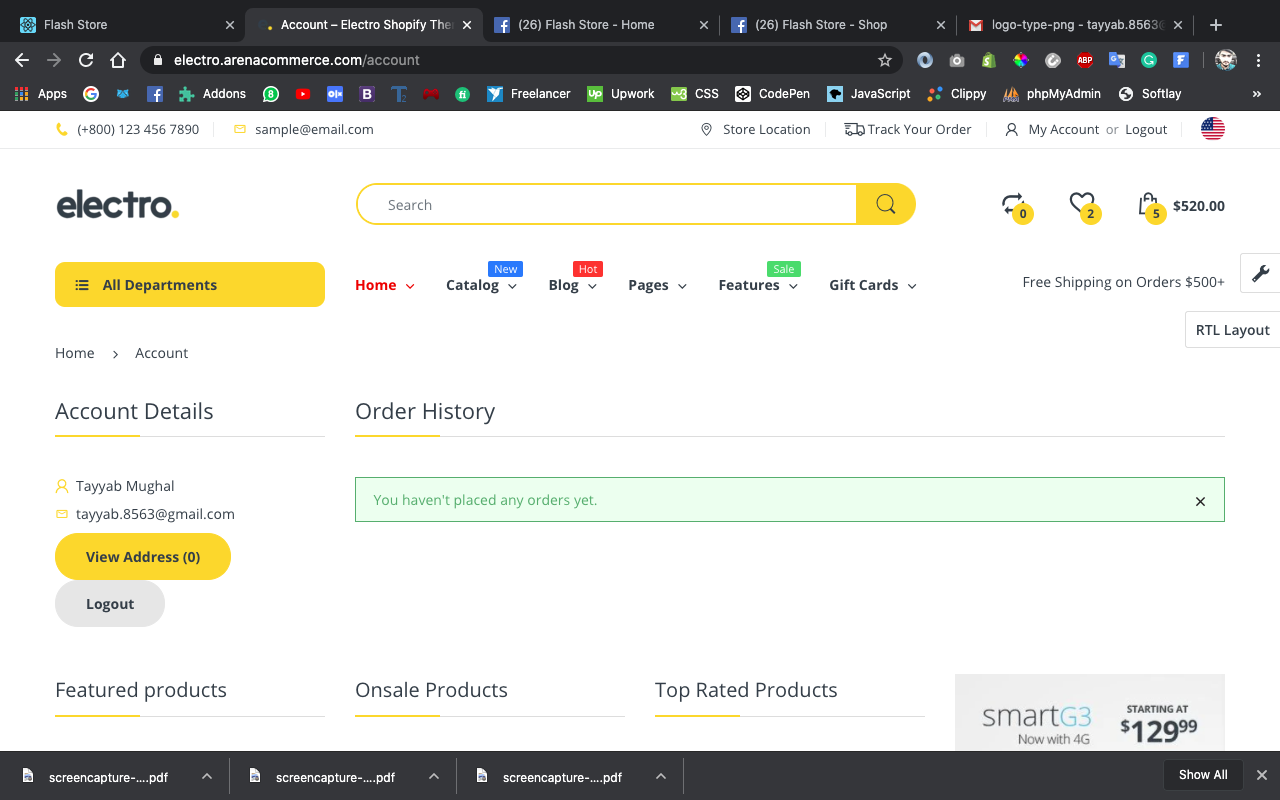 Flash Store
Account – Electro Shopify The
(26) Flash Store - Home
(26) Flash Store - Shop
logo-type-png - tayyab.8563
electro.arenacommerce.com/account
ABP
Apps
Addons
8
Freelancer
Upwork
CSS
CodePen
JavaScript
Clippy
phpMyAdmin
Softlay
»
(+800) 123 456 7890
sample@email.com
Store Location
Track Your Order
My Account or Logout
electro.
Search
0
2
5
$520.00
New
Hot
Sale
All Departments
Home
Catalog
Blog
Pages
Features
Gift Cards
Free Shipping on Orders $500+
RTL Layout
Home > Account
Account Details
Order History
Tayyab Mughal
You haven't placed any orders yet.
tayyab.8563@gmail.com
View Address (0)
Logout
Featured products
Onsale Products
Top Rated Products
smartG3
Now with 4G
STARTING AT
$129.99
screencapture-....pdf
screencapture-....pdf
screencapture-....pdf
Show All